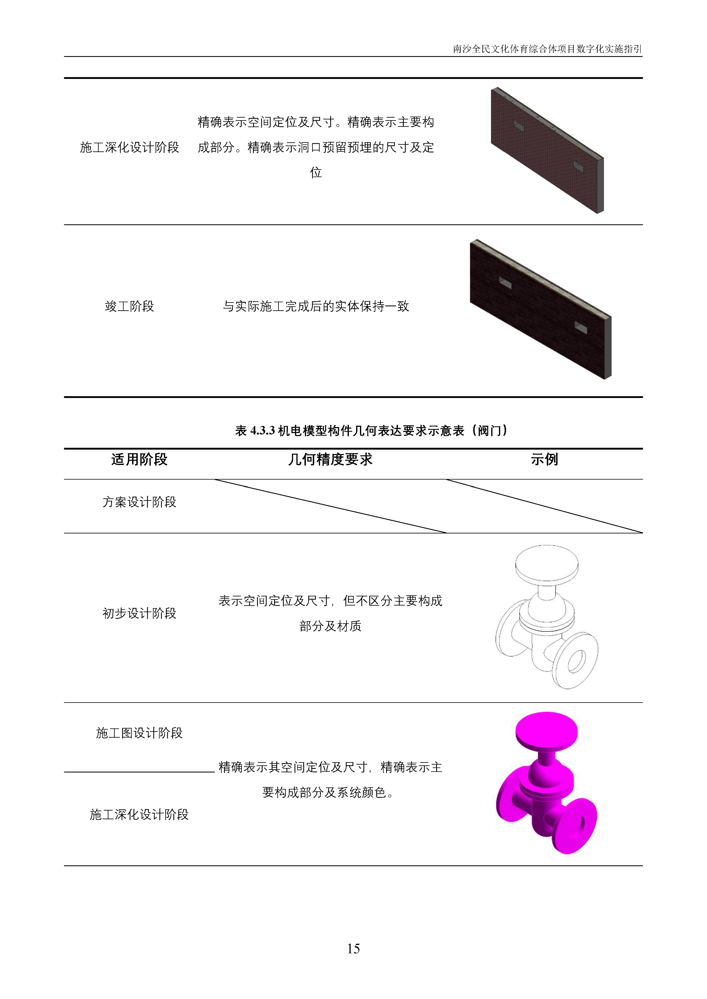 南沙全民文化体育综合体项目数字化实施指引
施工深化设计阶段
精确表示空间定位及尺寸。精确表示主要构
成部分。精确表示洞口预留预埋的尺寸及定
位
竣工阶段
与实际施工完成后的实体保持一致
表 4.3.3 机电模型构件几何表达要求示意表（阀门）
适用阶段
几何精度要求
示例
方案设计阶段
初步设计阶段
表示空间定位及尺寸，但不区分主要构成
部分及材质
施工图设计阶段
精确表示其空间定位及尺寸，精确表示主
要构成部分及系统颜色。
施工深化设计阶段
15